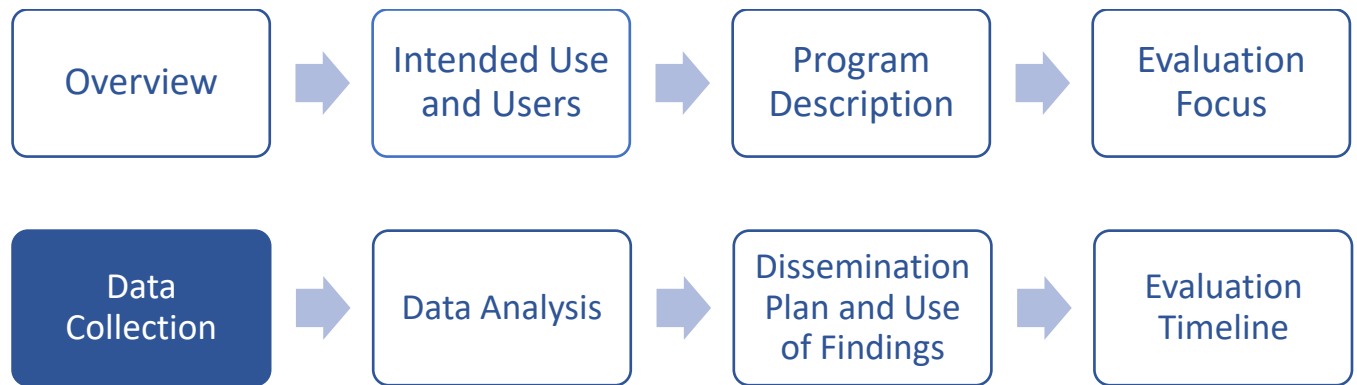 Overview
Intended Use
and Users
Program
Description
Evaluation
Focus
Data
Collection
Data Analysis
Dissemination
Plan and Use
of Findings
Evaluation
Timeline